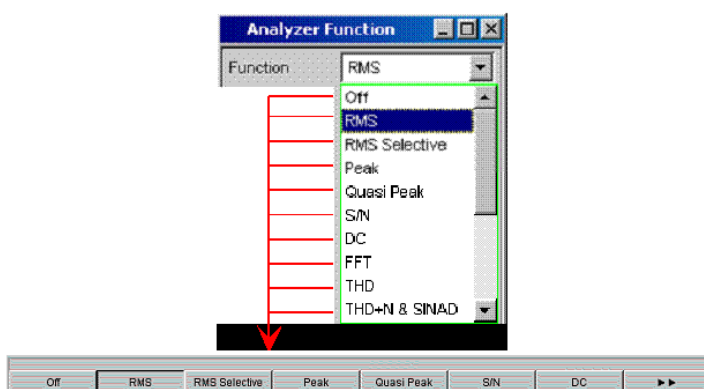 Analyzer Function
Function RMS
Off
RMS
RMS Selective
Peak
Quasi Peak
S/N
DC
FFT
THD
THD+N & SINAD
Off RMS RMS Selective Peak Quasi Peak S/N DC